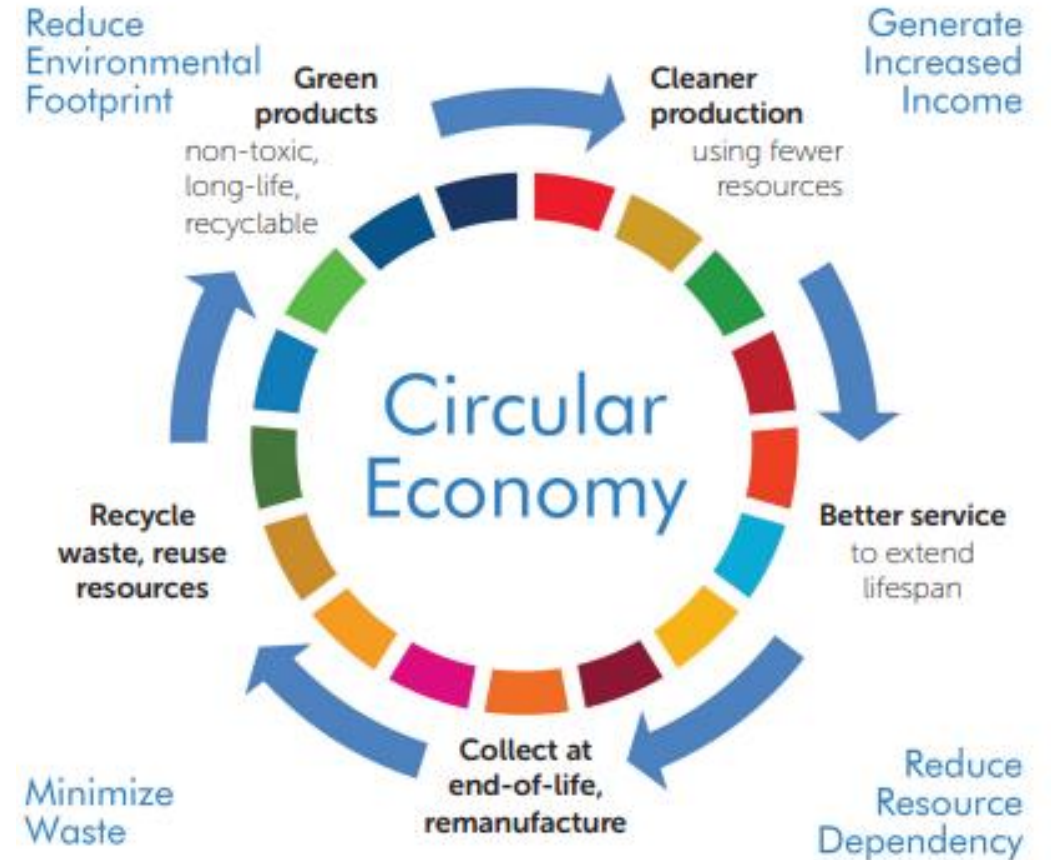 Reduce
Environmental
Footprint
Generate
Increased
Income
Green
products
non-toxic,
long-life,
recyclable
Cleaner
production
using fewer
resources
Circular
Economy
Better service
to extend
lifespan
Recycle
waste, reuse
resources
Collect at
end-of-life,
remanufacture
Minimize
Waste
Reduce
Resource
Dependency